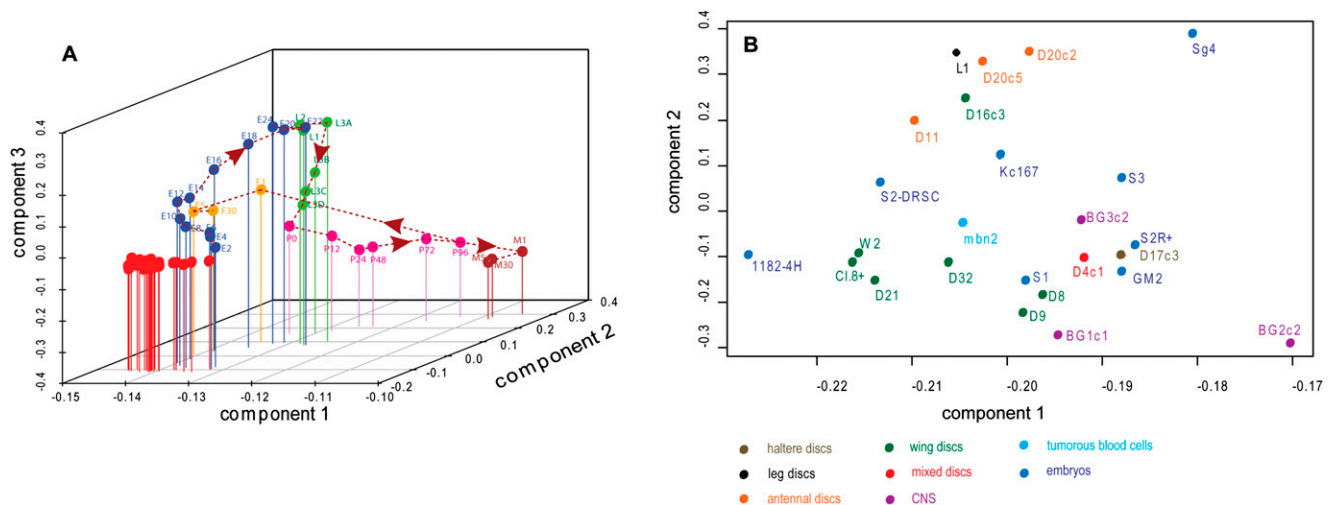 A
component 3
0.4
0.3
0.2
0.1
0.0
-0.1
-0.2
-0.3
-0.4
-0.15
-0.14
-0.13
-0.12
-0.11
-0.10
component 1
-0.2
-0.1
0.0
0.1
0.2
0.3
0.4
component 2
E24
E20
E22
L2
L1
L3A
E18
E16
L3B
E14
E12
F1
L3C
F5
F30
L3D
E10
E8
E4
E2
P0
P12
P24
P48
P72
P96
M1
M5
M30
B
component 2
0.4
0.3
0.2
0.1
0.0
-0.1
-0.2
-0.3
-0.22
-0.21
-0.20
-0.19
-0.18
-0.17
component 1
Sg4
D20c2
L1
D20c5
D16c3
D11
Kc167
S3
S2-DRSC
BG3c2
mbn2
S2R+
W2
D17c3
1182-4H
Cl.8+
D32
D4c1
GM2
D21
S1
D8
D9
BG1c1
BG2c2
haltere discs
wing discs
tumorous blood cells
leg discs
mixed discs
embryos
antennal discs
CNS